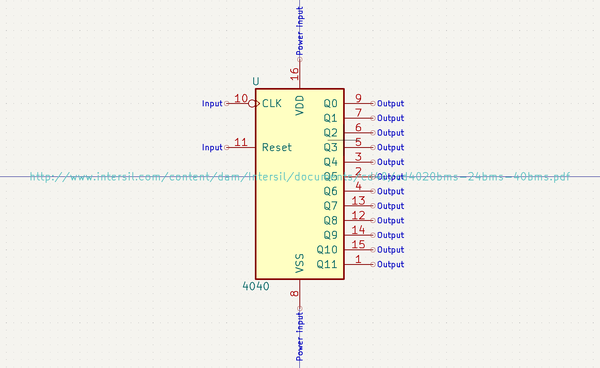 Power input
16
U
Input 10 CLK VDD Q0 9 Output
Q1 7 Output
Q2 6 Output
Input 11 Reset Q3 5 Output
Q4 3 Output
Q5 2 Output
http://www.intersil.com/content/dam/Intersil/documents/cd40/cd4020bms-24bms-40bms.pdf
Q6 4 Output
Q7 13 Output
Q8 12 Output
Q9 14 Output
Q10 15 Output
VSS Q11 1 Output
4040
8
Power input